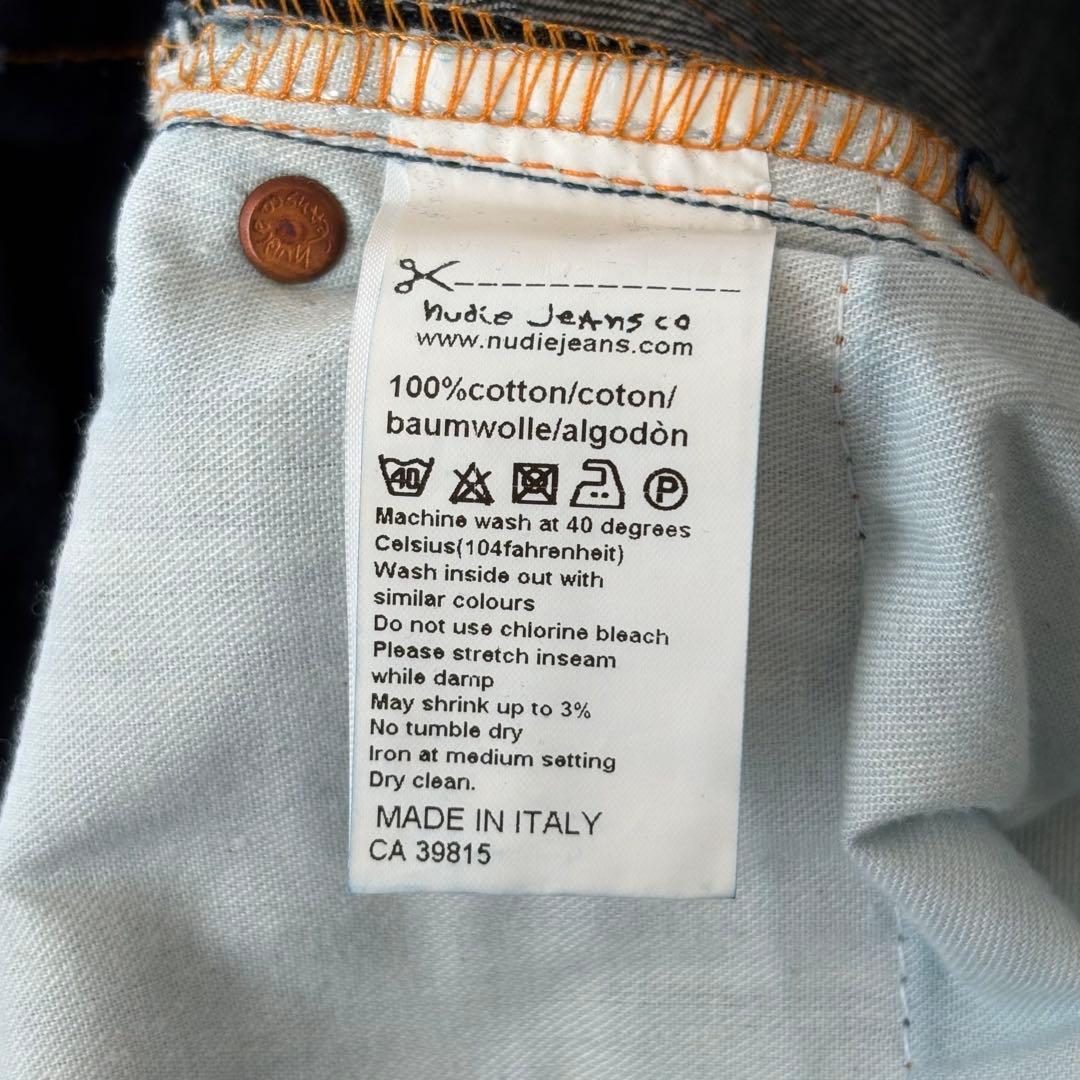 nudie Jeans co
www.nudiejeans.com
100%cotton/coton/
baumwolle/algodòn
40
P
Machine wash at 40 degrees
Celsius(104fahrenheit)
Wash inside out with
similar colours
Do not use chlorine bleach
Please stretch inseam
while damp
May shrink up to 3%
No tumble dry
Iron at medium setting
Dry clean.
MADE IN ITALY
CA 39815